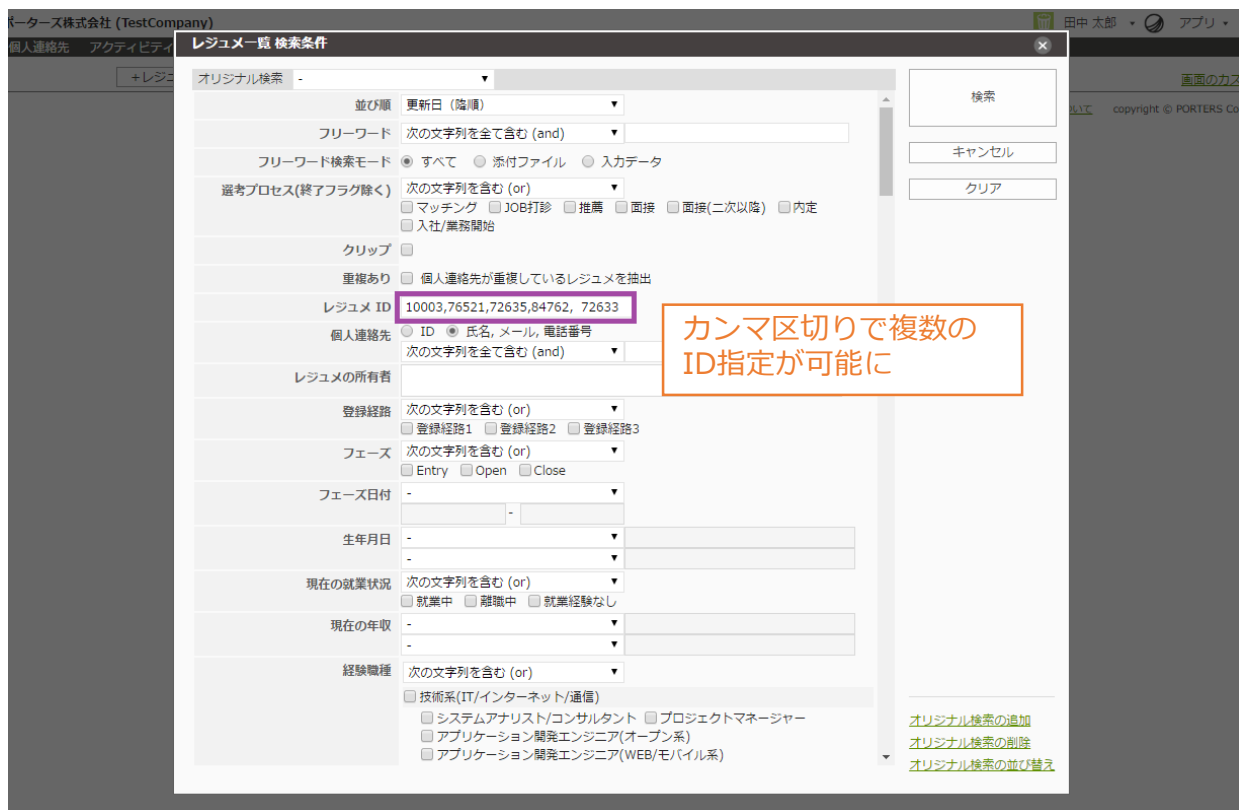 ポーターズ株式会社 (TestCompany)
田中 太郎
アプリ
個人連絡先 アクティビティ
レジュメ一覧 検索条件
+レジュ
画面のカス
オリジナル検索 -
検索
ついて copyright © PORTERS Co
並び順 更新日（降順）
フリーワード 次の文字列を全て含む (and)
キャンセル
フリーワード検索モード すべて 添付ファイル 入力データ
クリア
選考プロセス(終了フラグ除く) 次の文字列を含む (or)
マッチング JOB打診 推薦 面接 面接(二次以降) 内定
入社/業務開始
クリップ
重複あり 個人連絡先が重複しているレジュメを抽出
レジュメ ID 10003,76521,72635,84762, 72633
カンマ区切りで複数の
ID指定が可能に
個人連絡先 ID 氏名, メール, 電話番号
次の文字列を全て含む (and)
レジュメの所有者
登録経路 次の文字列を含む (or)
登録経路1 登録経路2 登録経路3
フェーズ 次の文字列を含む (or)
Entry Open Close
フェーズ日付 -
-
生年月日 -
-
現在の就業状況 次の文字列を含む (or)
就業中 離職中 就業経験なし
現在の年収 -
-
経験職種 次の文字列を含む (or)
技術系(IT/インターネット/通信)
システムアナリスト/コンサルタント プロジェクトマネージャー
アプリケーション開発エンジニア(オープン系)
アプリケーション開発エンジニア(WEB/モバイル系)
オリジナル検索の追加
オリジナル検索の削除
オリジナル検索の並び替え